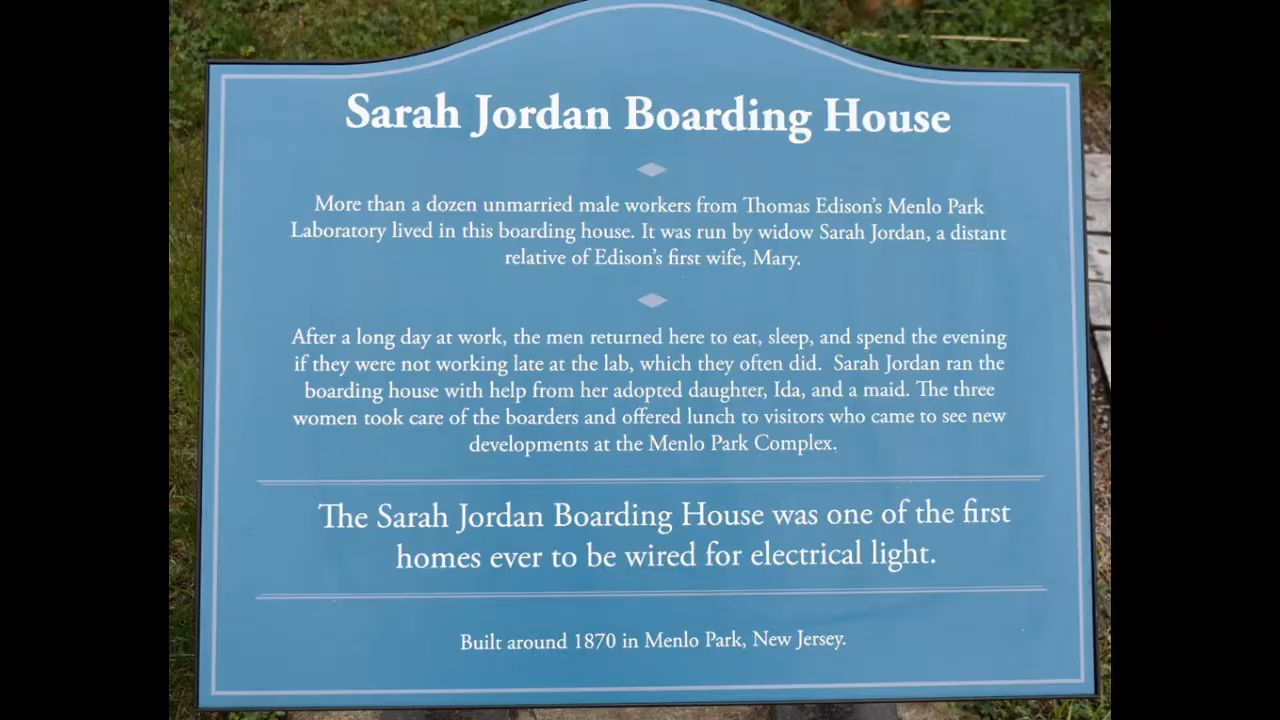 Sarah Jordan Boarding House
More than a dozen unmarried male workers from Thomas Edison's Menlo Park
Laboratory lived in this boarding house. It was run by widow Sarah Jordan, a distant
relative of Edison's first wife, Mary.
After a long day at work, the men returned here to eat, sleep, and spend the evening
if they were not working late at the lab, which they often did. Sarah Jordan ran the
boarding house with help from her adopted daughter, Ida, and a maid. The three
women took care of the boarders and offered lunch to visitors who came to see new
developments at the Menlo Park Complex.
The Sarah Jordan Boarding House was one of the first
homes ever to be wired for electrical light.
Built around 1870 in Menlo Park, New Jersey.